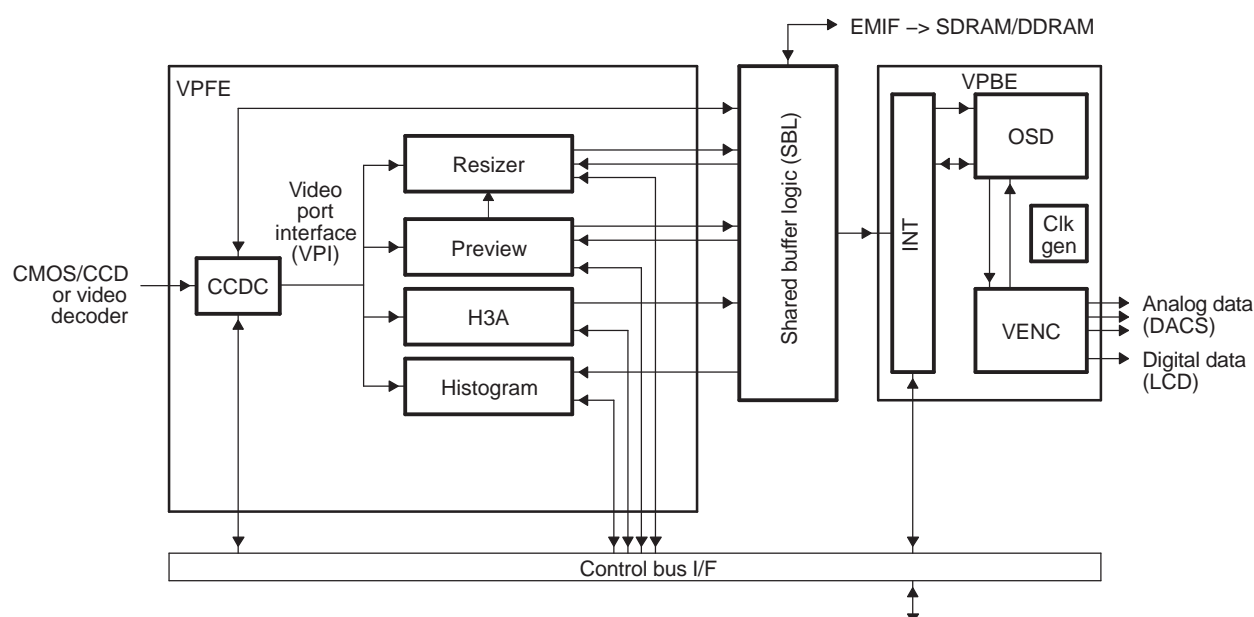 EMIF –> SDRAM/DDRAM
VPFE
VPBE
Shared buffer logic (SBL)
INT
OSD
Resizer
Video
port
interface
(VPI)
Clk
gen
Preview
CMOS/CCD
or video
decoder
CCDC
H3A
VENC
Analog data
(DACS)
Digital data
(LCD)
Histogram
Control bus I/F